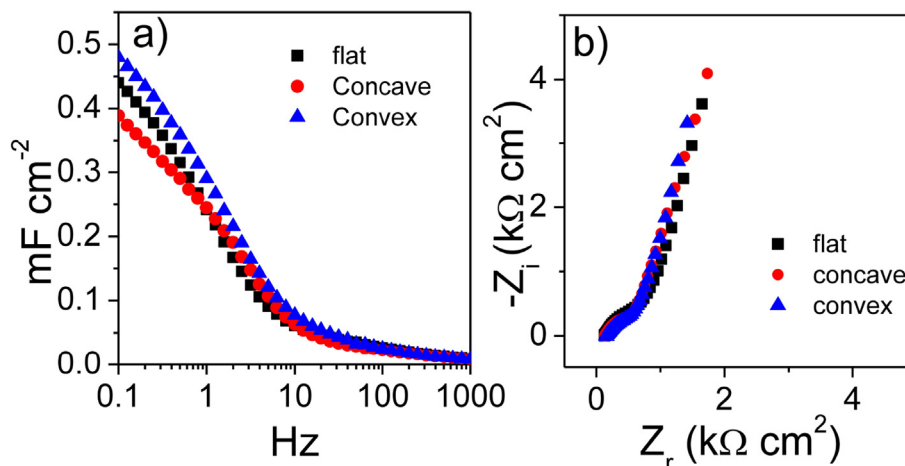 a)
flat
Concave
Convex
mF cm⁻²
0.5
0.4
0.3
0.2
0.1
0.0
0.1 1 10 100 1000
Hz
b)
-Zᵢ (kΩ cm²)
4
2
0
flat
concave
convex
0 2 4
Zᵣ (kΩ cm²)